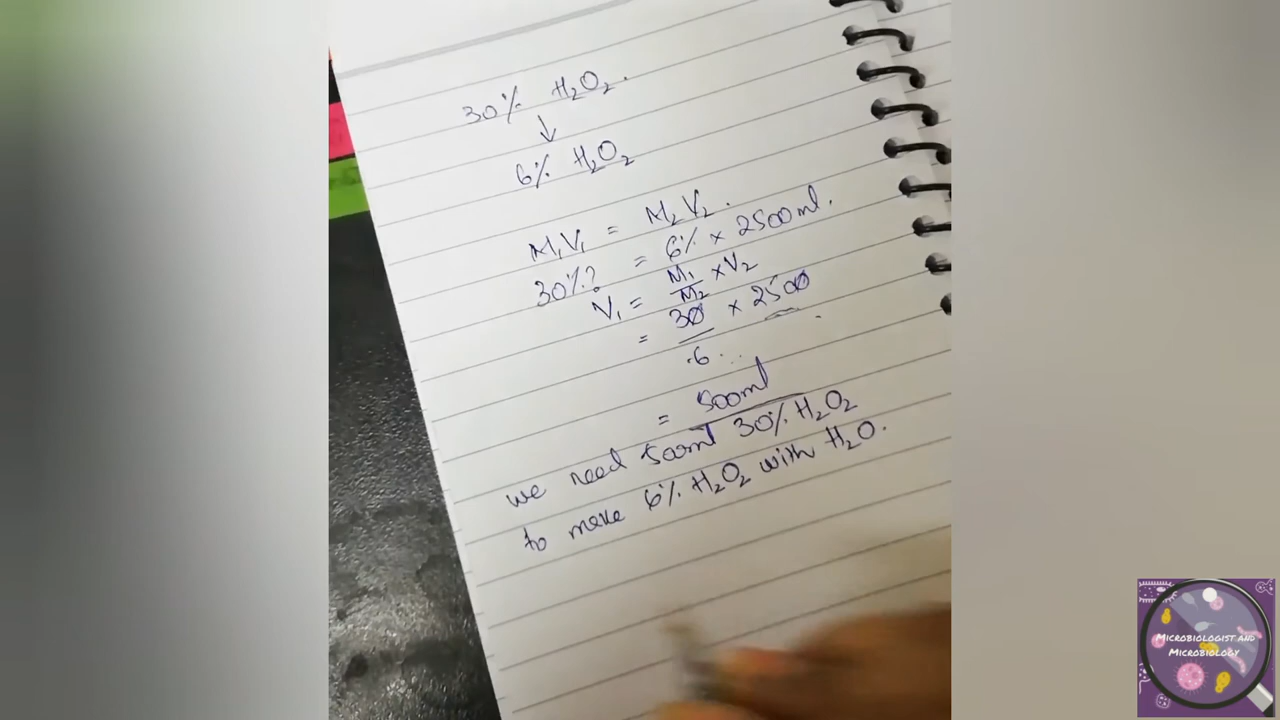 30% H₂O₂.
↓
6% H₂O₂
M₁V₁ = M₂V₂.
30%? = 6% × 2500ml.
V₁ = M₁/M₂ × V₂
= 30/6 × 2500
= 500ml
we need 500ml 30% H₂O₂
to make 6% H₂O₂ with H₂O.
MICROBIOLOGIST AND
MICROBIOLOGY